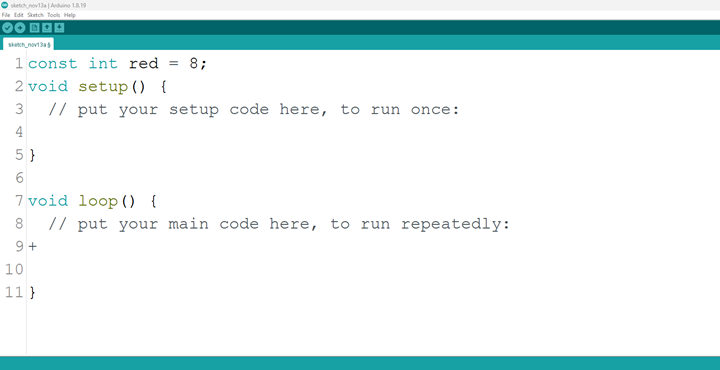 sketch_nov13a | Arduino 1.8.19
File Edit Sketch Tools Help
sketch_nov13a §
1 const int red = 8;
2 void setup() {
3 // put your setup code here, to run once:
4
5 }
6
7 void loop() {
8 // put your main code here, to run repeatedly:
9 +
10
11 }